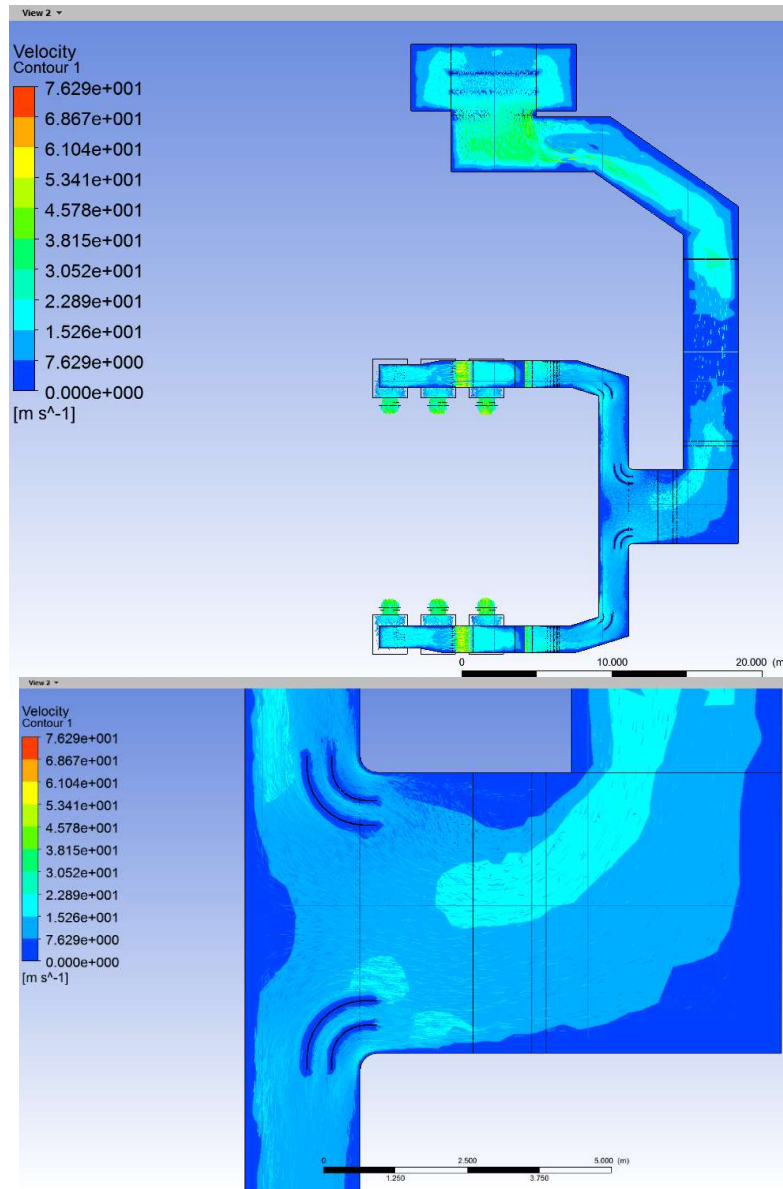 View 2
Velocity
Contour 1
7.629e+001
6.867e+001
6.104e+001
5.341e+001
4.578e+001
3.815e+001
3.052e+001
2.289e+001
1.526e+001
7.629e+000
0.000e+000
[m s^-1]
0 10.000 20.000 (m
View 2
Velocity
Contour 1
7.629e+001
6.867e+001
6.104e+001
5.341e+001
4.578e+001
3.815e+001
3.052e+001
2.289e+001
1.526e+001
7.629e+000
0.000e+000
[m s^-1]
0 2.500 5.000 (m)
1.250 3.750